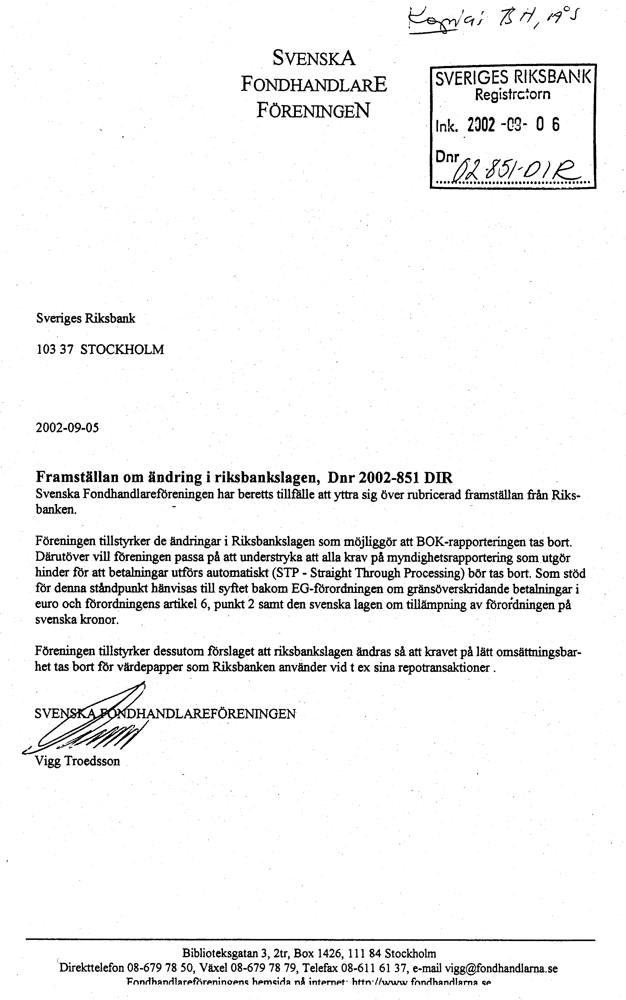 Kopiai BH, ÅS
SVENSKA
FONDHANDLARE
FÖRENINGEN
SVERIGES RIKSBANK
Registratorn
Ink. 2002 -09- 0 6
Dnr 02-851-DIR
Sveriges Riksbank
103 37 STOCKHOLM
2002-09-05
Framställan om ändring i riksbankslagen, Dnr 2002-851 DIR
Svenska Fondhandlareföreningen har beretts tillfälle att yttra sig över rubricerad framställan från Riks-
banken.
Föreningen tillstyrker de ändringar i Riksbankslagen som möjliggör att BOK-rapporteringen tas bort.
Därutöver vill föreningen passa på att understryka att alla krav på myndighetsrapportering som utgör
hinder för att betalningar utförs automatiskt (STP - Straight Through Processing) bör tas bort. Som stöd
för denna ståndpunkt hänvisas till syftet bakom EG-förordningen om gränsöverskridande betalningar i
euro och förordningens artikel 6, punkt 2 samt den svenska lagen om tillämpning av förordningen på
svenska kronor.
Föreningen tillstyrker dessutom förslaget att riksbankslagen ändras så att kravet på lätt omsättningsbar-
het tas bort för värdepapper som Riksbanken använder vid t ex sina repotransaktioner .
SVENSKA FONDHANDLAREFÖRENINGEN
Vigg Troedsson
Biblioteksgatan 3, 2tr, Box 1426, 111 84 Stockholm
Direkttelefon 08-679 78 50, Växel 08-679 78 79, Telefax 08-611 61 37, e-mail vigg@fondhandlarna.se
Fondhandlareföreningens hemsida på internet: http://www.fondhandlarna.se